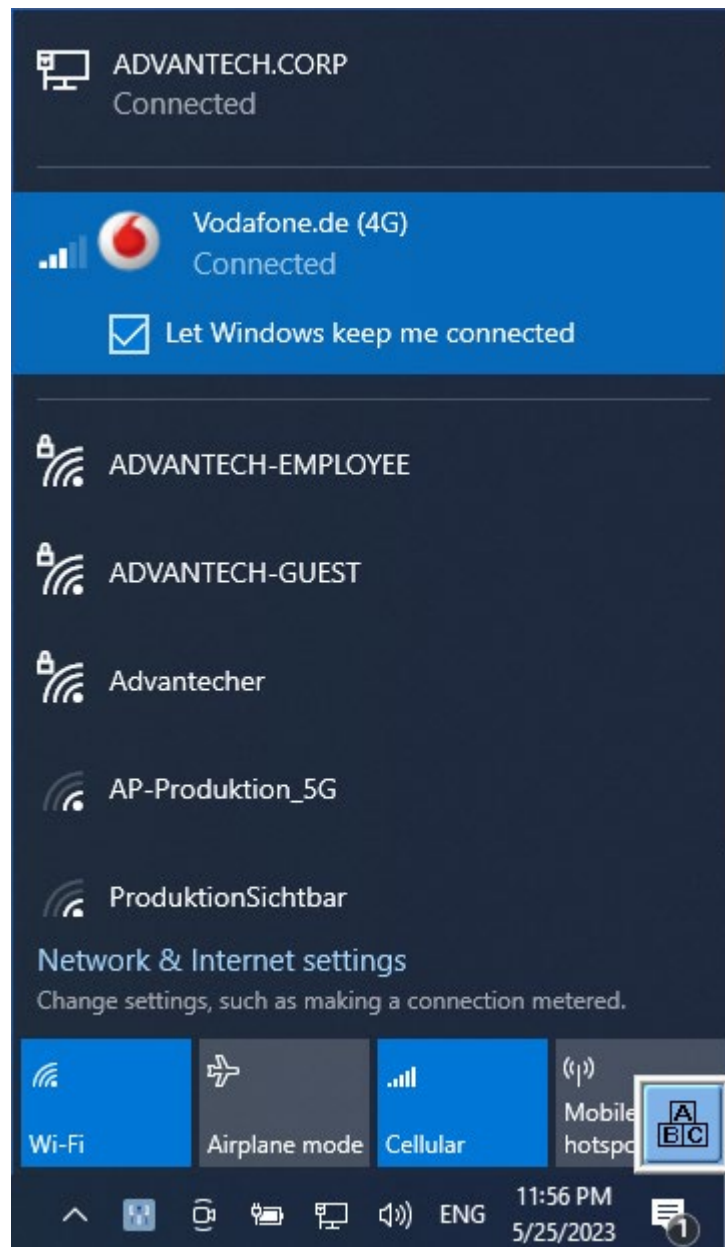 ADVANTECH.CORP
Connected
Vodafone.de (4G)
Connected
Let Windows keep me connected
ADVANTECH-EMPLOYEE
ADVANTECH-GUEST
Advantecher
AP-Produktion_5G
ProduktionSichtbar
Network & Internet settings
Change settings, such as making a connection metered.
Wi-Fi
Airplane mode
Cellular
Mobile
hotspo
A
BC
ENG
11:56 PM
5/25/2023
1